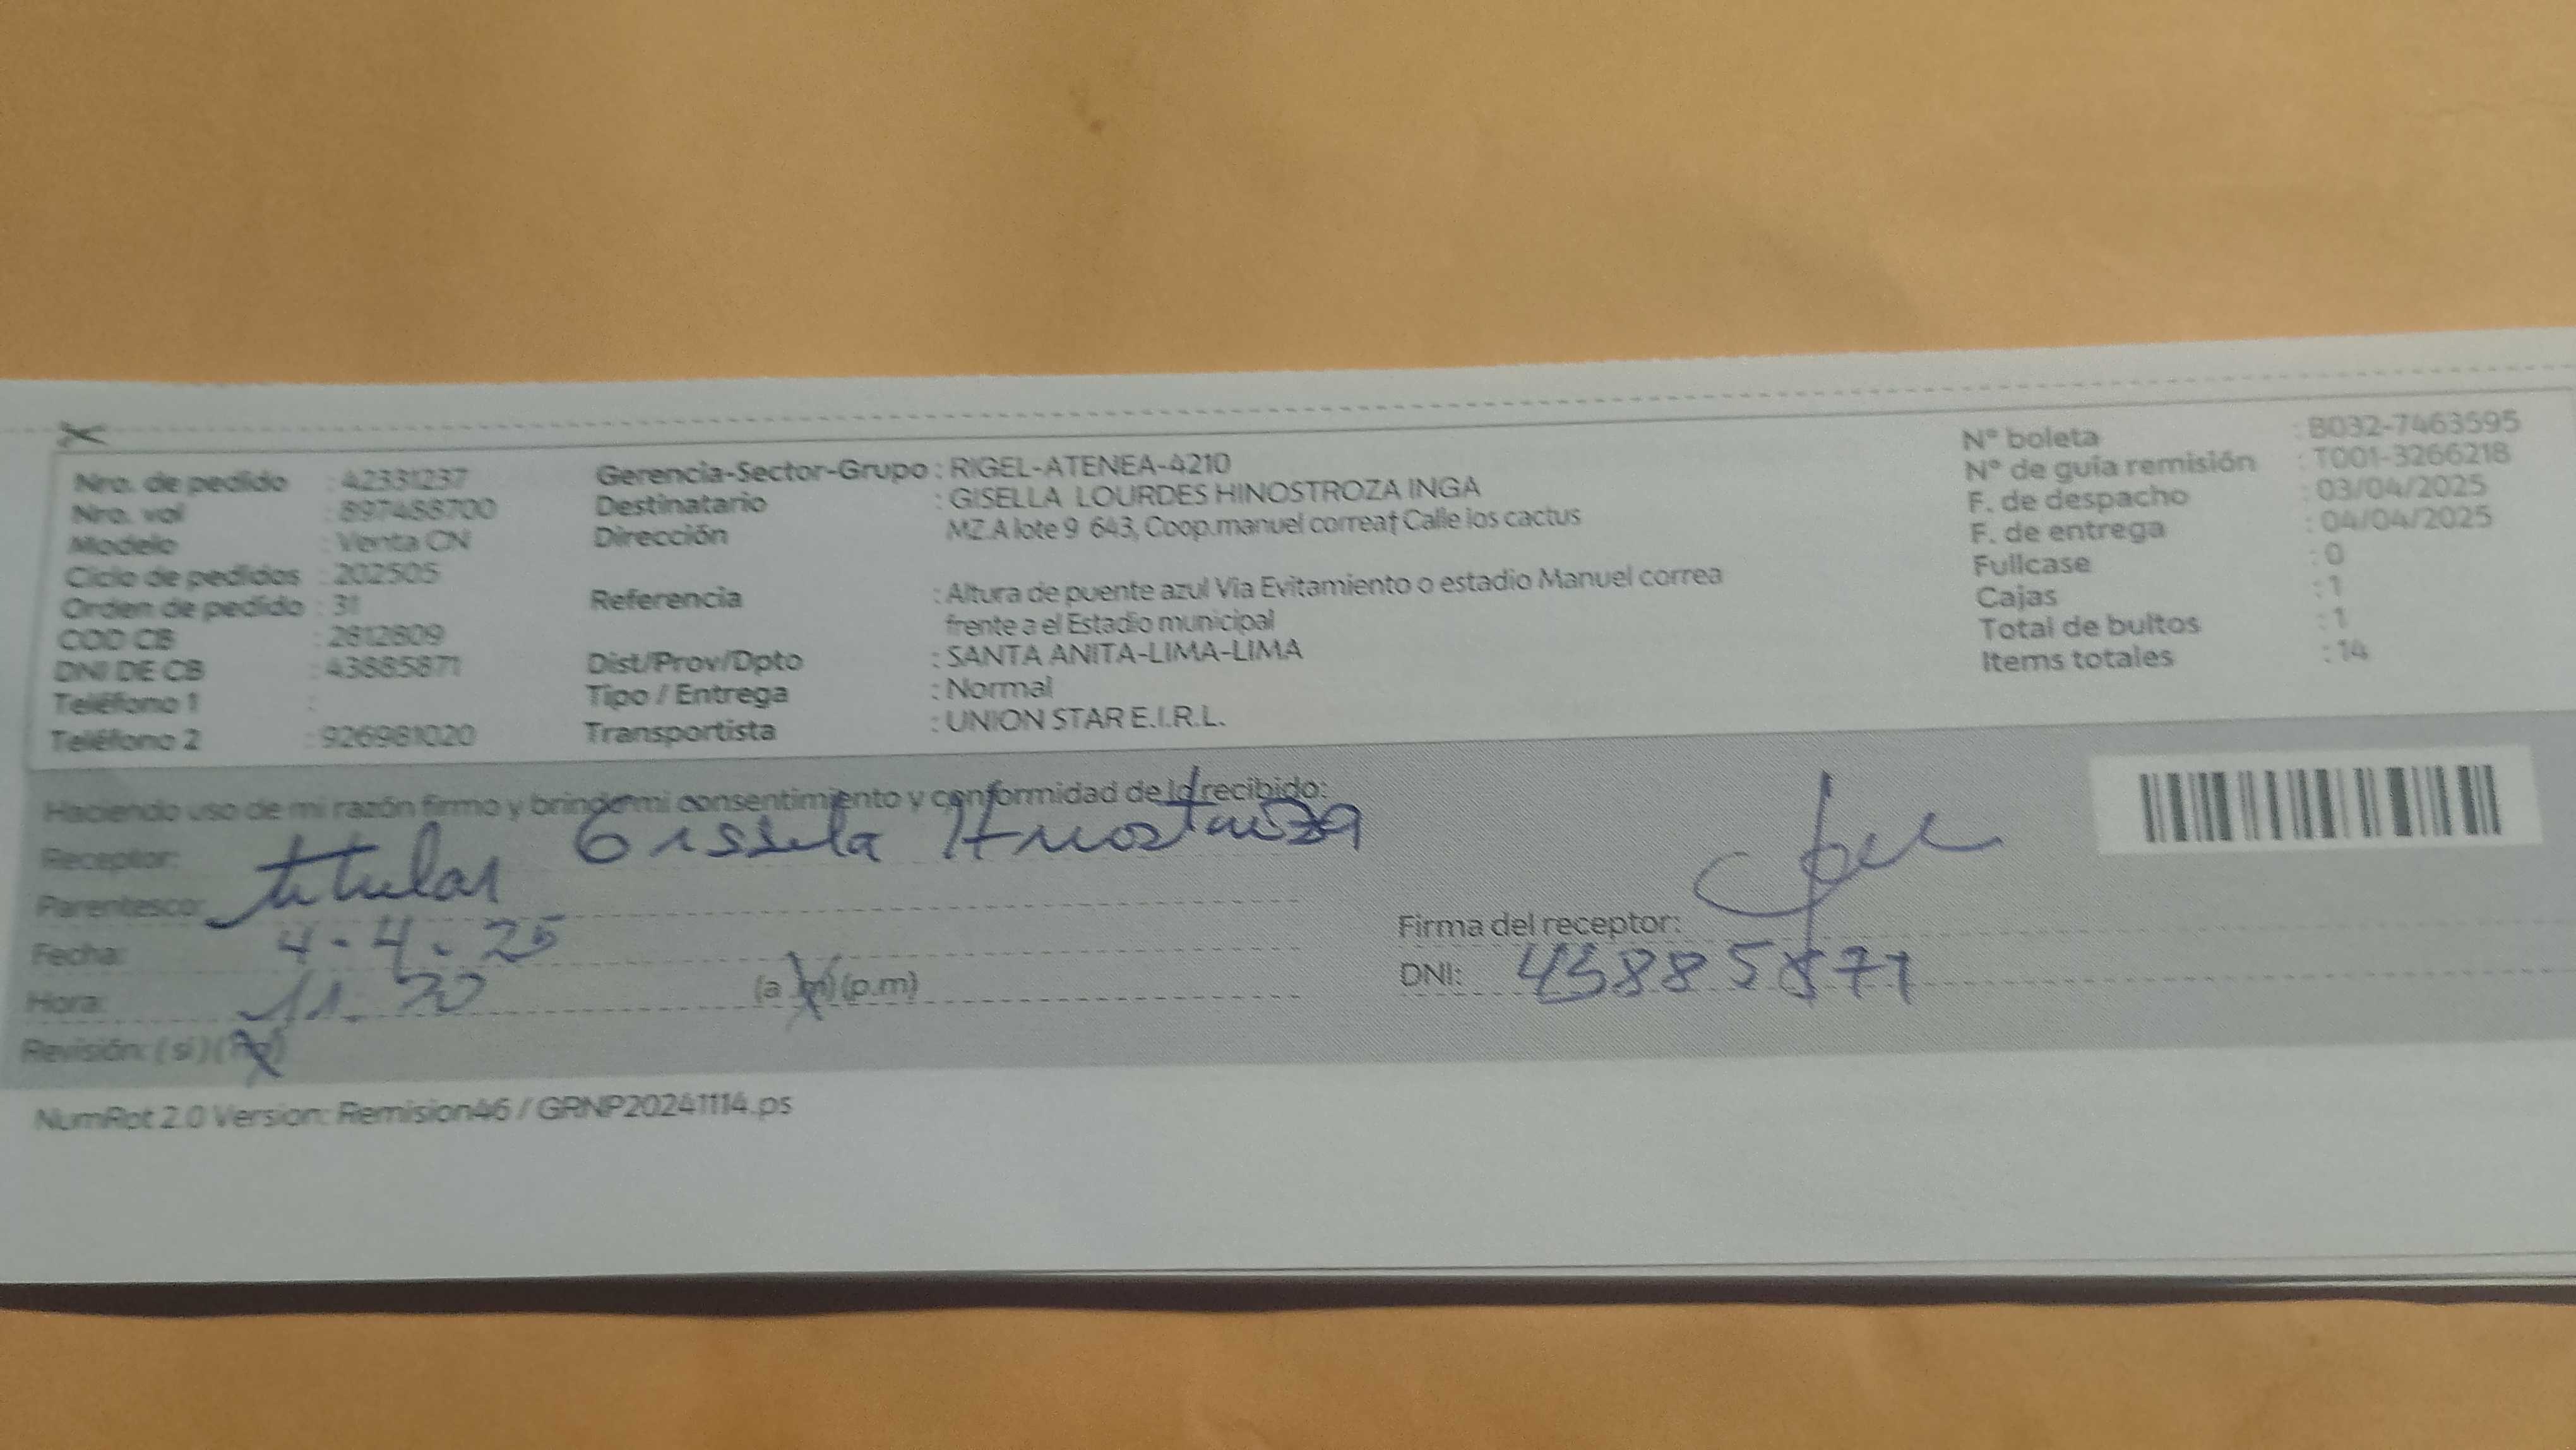 Nro. de pedido : 42331237
Nro. vol : 897488700
Modelo : Venta CN
Ciclo de pedidos : 202505
Orden de pedido : 31
COD CB : 2812809
DNI DE CB : 43885871
Teléfono 1 :
Teléfono 2 : 926981020
Gerencia-Sector-Grupo : RIGEL-ATENEA-4210
Destinatario : GISELLA LOURDES HINOSTROZA INGA
Dirección MZ.A lote 9 643, Coop.manuel correa† Calle los cactus
Referencia : Altura de puente azul Via Evitamiento o estadio Manuel correa
frente a el Estadio municipal
Dist/Prov/Dpto : SANTA ANITA-LIMA-LIMA
Tipo / Entrega : Normal
Transportista : UNION STAR E.I.R.L.
N° boleta : B032-7463595
N° de guía remisión : T001-3266218
F. de despacho : 03/04/2025
F. de entrega : 04/04/2025
Fullcase : 0
Cajas : 1
Total de bultos : 1
Items totales : 14
Haciendo uso de mi razón firmo y brinde mi consentimiento y conformidad de lo recibido:
Receptor: Gissela
Parentesco: titular
Fecha: 4-4-25
Hora: 11.20 (a.m) (p.m)
Revisión: (si) (no)
Firma del receptor:
DNI: 43885871
NumRot 2.0 Version: Remision46 / GRNP20241114.ps